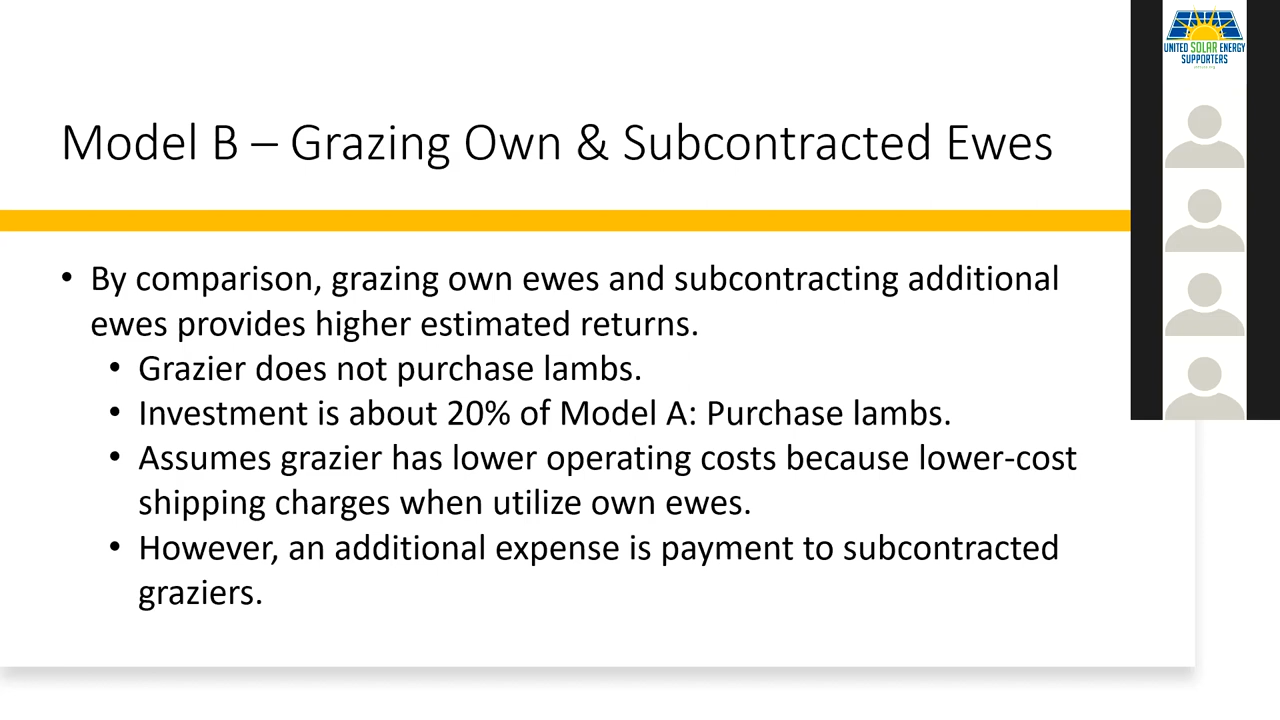 UNITED SOLAR ENERGY
SUPPORTERS
Model B – Grazing Own & Subcontracted Ewes
• By comparison, grazing own ewes and subcontracting additional
ewes provides higher estimated returns.
• Grazier does not purchase lambs.
• Investment is about 20% of Model A: Purchase lambs.
• Assumes grazier has lower operating costs because lower-cost
shipping charges when utilize own ewes.
• However, an additional expense is payment to subcontracted
graziers.